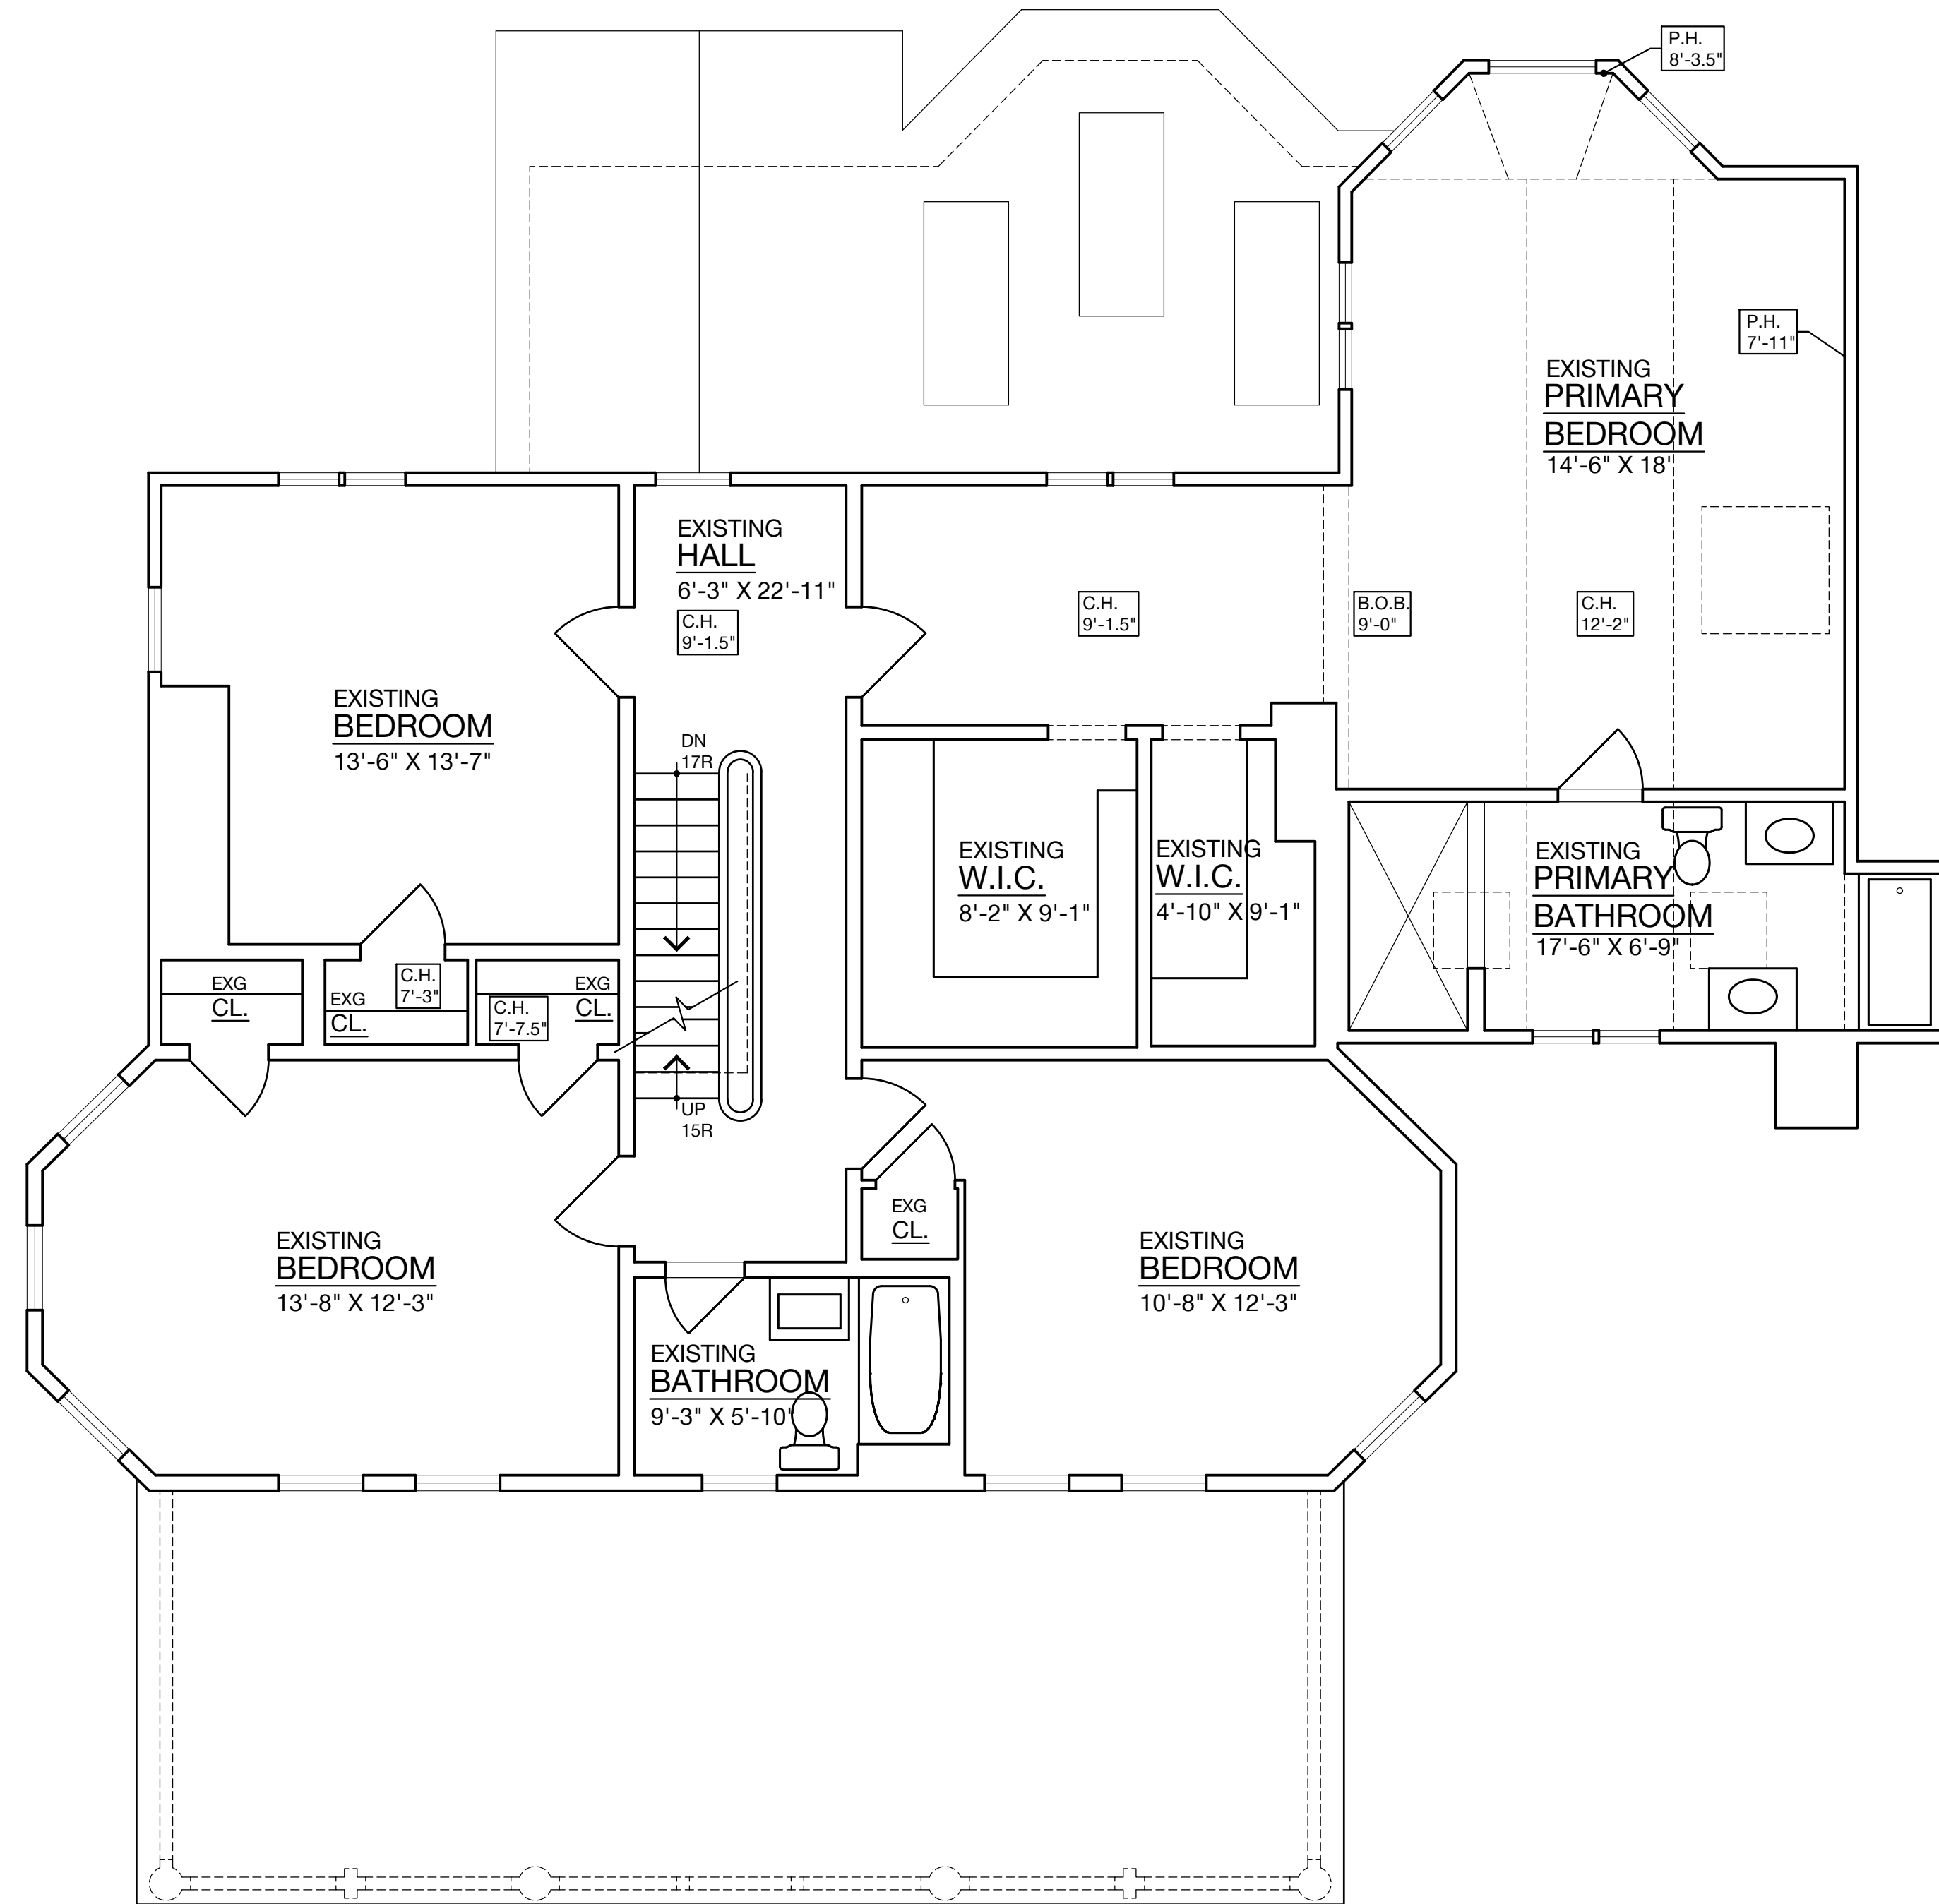 P.H.
8'-3.5"
P.H.
7'-11"
EXISTING
PRIMARY
BEDROOM
14'-6" X 18'
EXISTING
HALL
6'-3" X 22'-11"
C.H.
9'-1.5"
C.H.
9'-1.5"
B.O.B.
9'-0"
C.H.
12'-2"
EXISTING
BEDROOM
13'-6" X 13'-7"
DN
17R
EXISTING
W.I.C.
8'-2" X 9'-1"
EXISTING
W.I.C.
4'-10" X 9'-1"
EXISTING
PRIMARY
BATHROOM
17'-6" X 6'-9"
EXG
CL.
EXG
CL.
C.H.
7'-3"
C.H.
7'-7.5"
EXG
CL.
UP
15R
EXISTING
BEDROOM
13'-8" X 12'-3"
EXG
CL.
EXISTING
BEDROOM
10'-8" X 12'-3"
EXISTING
BATHROOM
9'-3" X 5'-10"